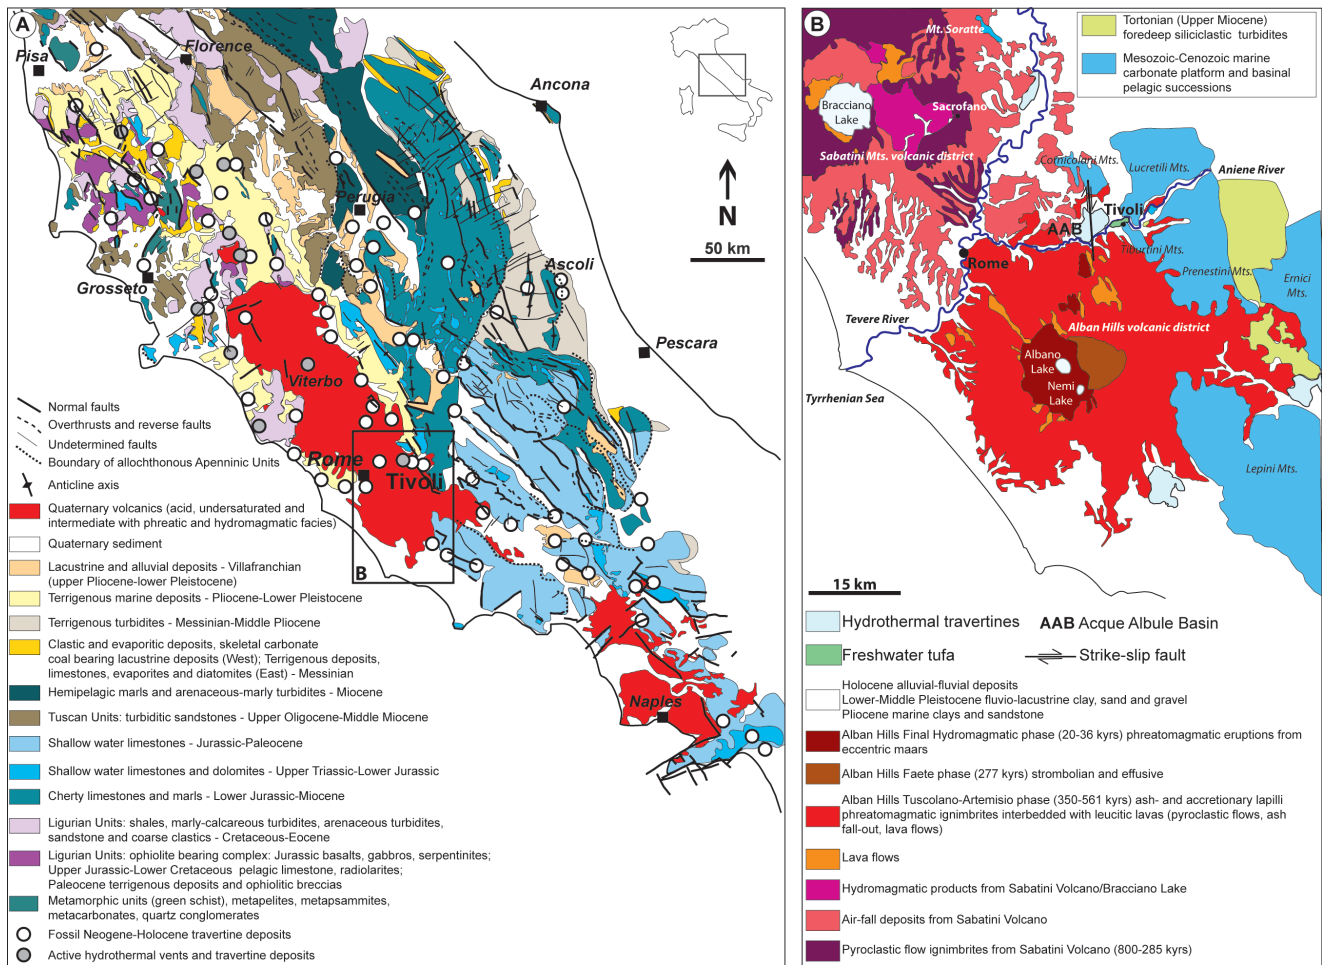 A
Pisa
Florence
Ancona
Perugia
N
50 km
Grosseto
Ascoli
Pescara
Viterbo
Rome
Tivoli
B
Naples
Normal faults
Overthrusts and reverse faults
Undetermined faults
Boundary of allochthonous Apenninic Units
Anticline axis
Quaternary volcanics (acid, undersaturated and
intermediate with phreatic and hydromagmatic facies)
Quaternary sediment
Lacustrine and alluvial deposits - Villafranchian
(upper Pliocene-lower Pleistocene)
Terrigenous marine deposits - Pliocene-Lower Pleistocene
Terrigenous turbidites - Messinian-Middle Pliocene
Clastic and evaporitic deposits, skeletal carbonate
coal bearing lacustrine deposits (West); Terrigenous deposits,
limestones, evaporites and diatomites (East) - Messinian
Hemipelagic marls and arenaceous-marly turbidites - Miocene
Tuscan Units: turbiditic sandstones - Upper Oligocene-Middle Miocene
Shallow water limestones - Jurassic-Paleocene
Shallow water limestones and dolomites - Upper Triassic-Lower Jurassic
Cherty limestones and marls - Lower Jurassic-Miocene
Ligurian Units: shales, marly-calcareous turbidites, arenaceous turbidites,
sandstone and coarse clastics - Cretaceous-Eocene
Ligurian Units: ophiolite bearing complex: Jurassic basalts, gabbros, serpentinites;
Upper Jurassic-Lower Cretaceous pelagic limestone, radiolarites;
Paleocene terrigenous deposits and ophiolitic breccias
Metamorphic units (green schist), metapelites, metapsammites,
metacarbonates, quartz conglomerates
Fossil Neogene-Holocene travertine deposits
Active hydrothermal vents and travertine deposits
B
Mt. Soratte
Tortonian (Upper Miocene)
foredeep siliciclastic turbidites
Mesozoic-Cenozoic marine
carbonate platform and basinal
pelagic successions
Bracciano
Lake
Sacrofano
Sabatini Mts. volcanic district
Cornicolani Mts.
Lucretili Mts.
Aniene River
Tivoli
AAB
Tiburtini Mts.
Rome
Prenestini Mts.
Ernici
Mts.
Tevere River
Alban Hills volcanic district
Albano
Lake
Nemi
Lake
Tyrrhenian Sea
Lepini Mts.
15 km
Hydrothermal travertines
AAB Acque Albule Basin
Freshwater tufa
Strike-slip fault
Holocene alluvial-fluvial deposits
Lower-Middle Pleistocene fluvio-lacustrine clay, sand and gravel
Pliocene marine clays and sandstone
Alban Hills Final Hydromagmatic phase (20-36 kyrs) phreatomagmatic eruptions from
eccentric maars
Alban Hills Faete phase (277 kyrs) strombolian and effusive
Alban Hills Tuscolano-Artemisio phase (350-561 kyrs) ash- and accretionary lapilli
phreatomagmatic ignimbrites interbedded with leucitic lavas (pyroclastic flows, ash
fall-out, lava flows)
Lava flows
Hydromagmatic products from Sabatini Volcano/Bracciano Lake
Air-fall deposits from Sabatini Volcano
Pyroclastic flow ignimbrites from Sabatini Volcano (800-285 kyrs)